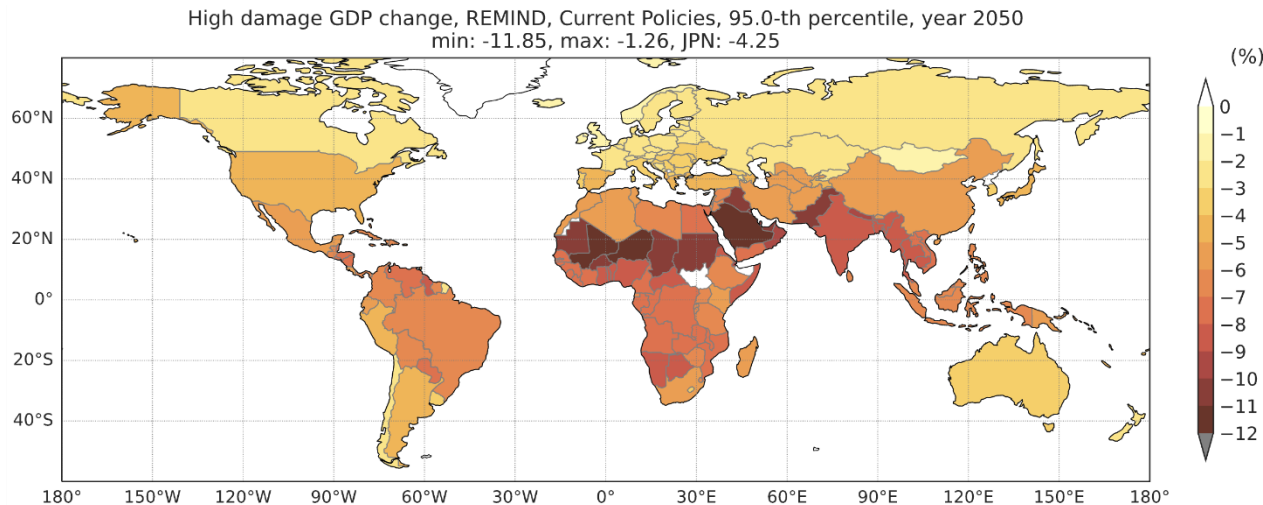 High damage GDP change, REMIND, Current Policies, 95.0-th percentile, year 2050
min: -11.85, max: -1.26, JPN: -4.25
(%)
0
−1
−2
−3
−4
−5
−6
−7
−8
−9
−10
−11
−12
60°N
40°N
20°N
0°
20°S
40°S
180° 150°W 120°W 90°W 60°W 30°W 0° 30°E 60°E 90°E 120°E 150°E 180°